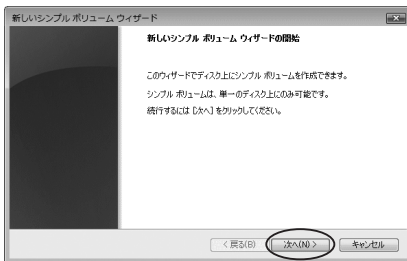 新しいシンプル ボリューム ウィザード
新しいシンプル ボリューム ウィザードの開始
このウィザードでディスク上にシンプル ボリュームを作成できます。
シンプル ボリュームは、単一のディスク上にのみ可能です。
続行するには [次へ] をクリックしてください。
< 戻る(B) 次へ(N) > キャンセル